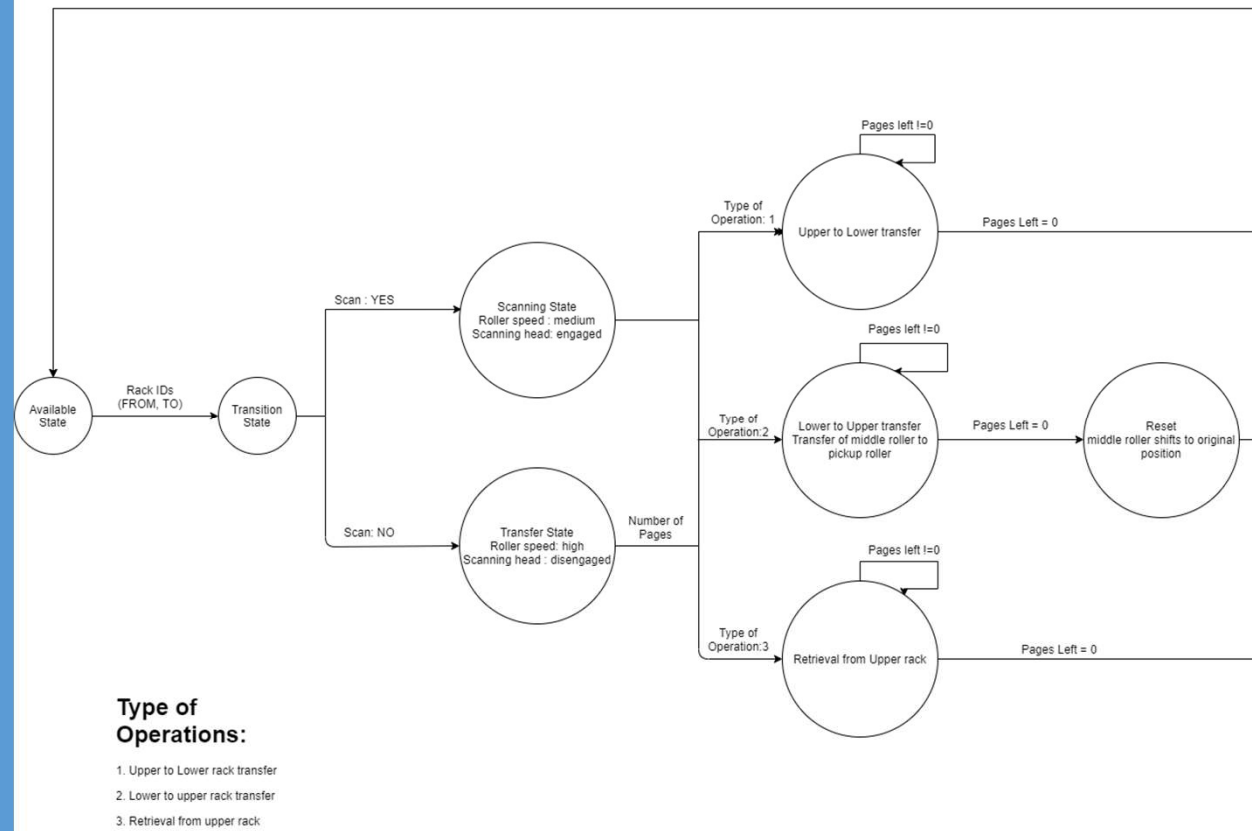 Pages left !=0
Type of
Operation: 1
Upper to Lower transfer
Pages Left = 0
Scan : YES
Scanning State
Roller speed : medium
Scanning head: engaged
Pages left !=0
Available
State
Rack IDs
(FROM, TO)
Transition
State
Type of
Operation:2
Lower to Upper transfer
Transfer of middle roller to
pickup roller
Pages Left = 0
Reset
middle roller shifts to original
position
Scan: NO
Transfer State
Roller speed: high
Scanning head : disengaged
Number of
Pages
Pages left !=0
Type of
Operation:3
Retrieval from Upper rack
Pages Left = 0
Type of
Operations:
1. Upper to Lower rack transfer
2. Lower to upper rack transfer
3. Retrieval from upper rack